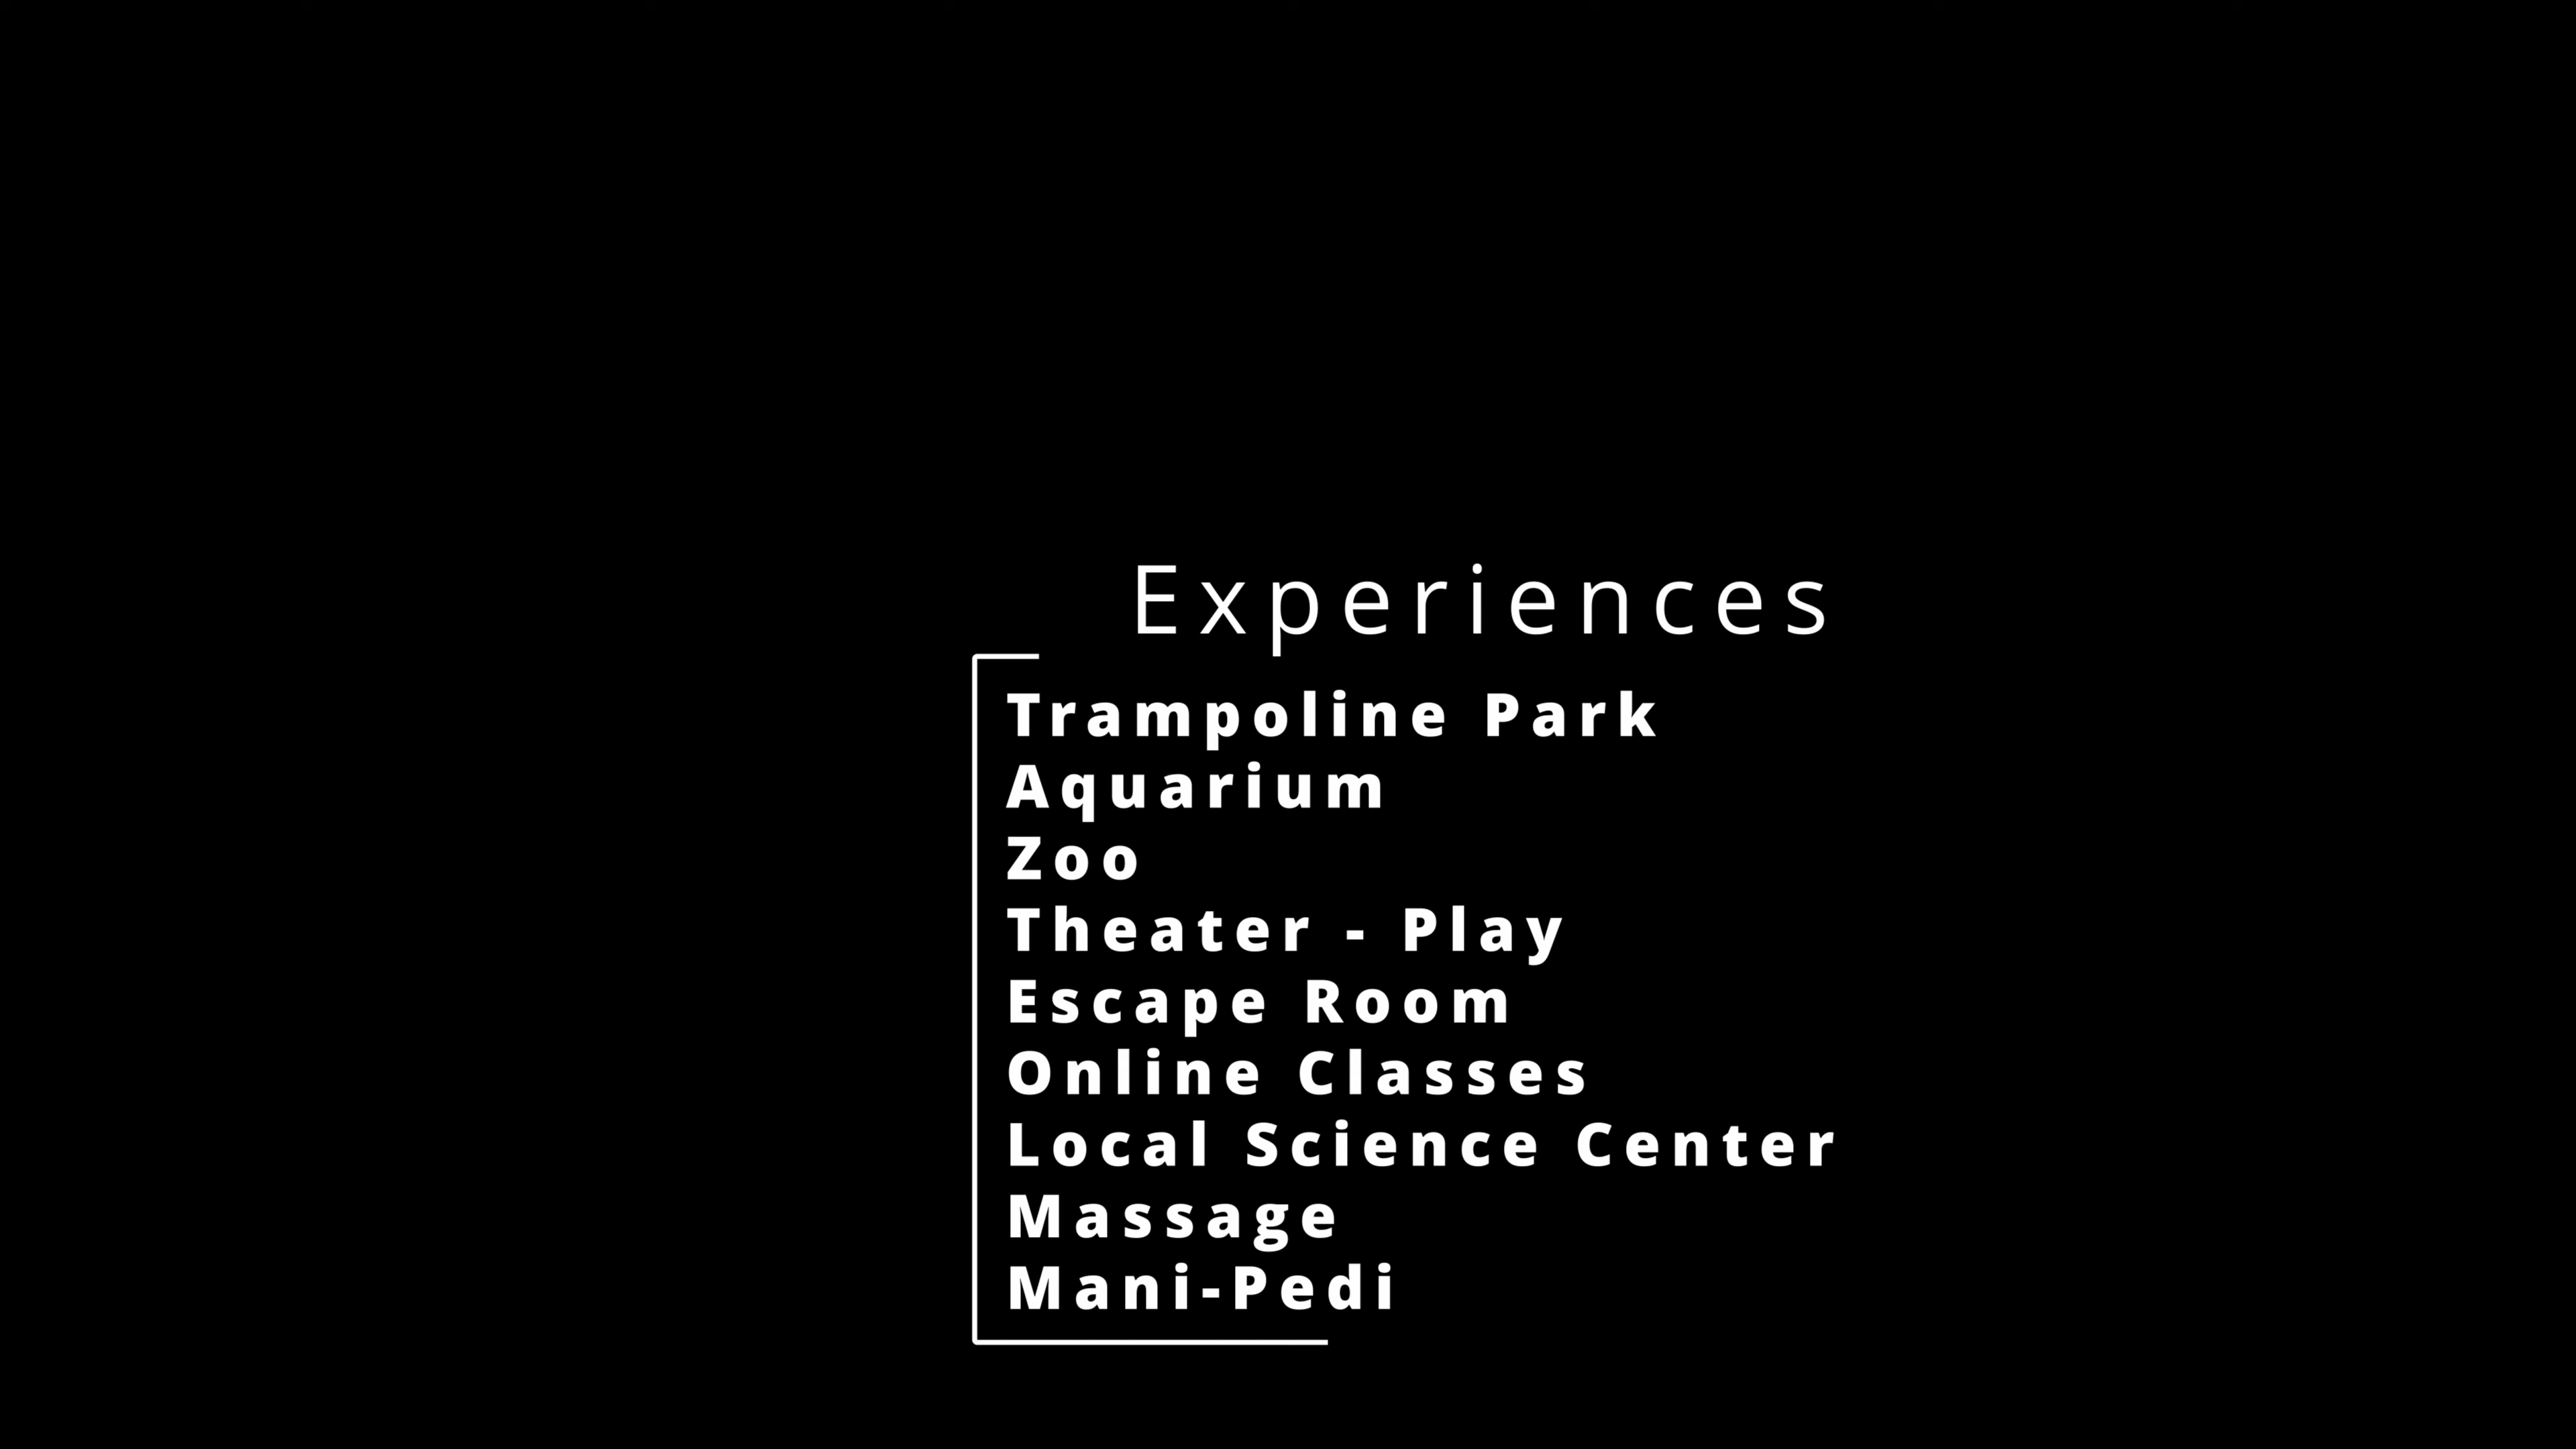 Experiences
Trampoline Park
Aquarium
Zoo
Theater - Play
Escape Room
Online Classes
Local Science Center
Massage
Mani-Pedi